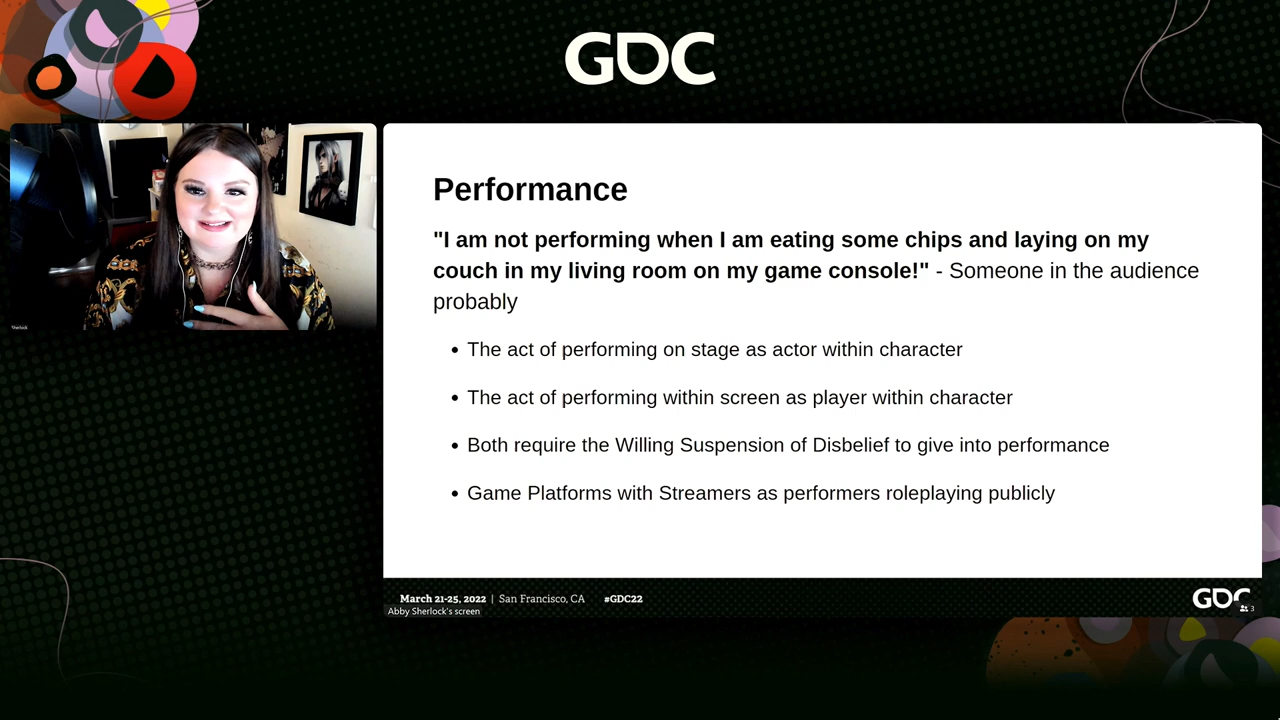 GDC
Sherlock
Performance
"I am not performing when I am eating some chips and laying on my
couch in my living room on my game console!" - Someone in the audience
probably
• The act of performing on stage as actor within character
• The act of performing within screen as player within character
• Both require the Willing Suspension of Disbelief to give into performance
• Game Platforms with Streamers as performers roleplaying publicly
March 21-25, 2022 | San Francisco, CA #GDC22
GDC
Abby Sherlock's screen
3